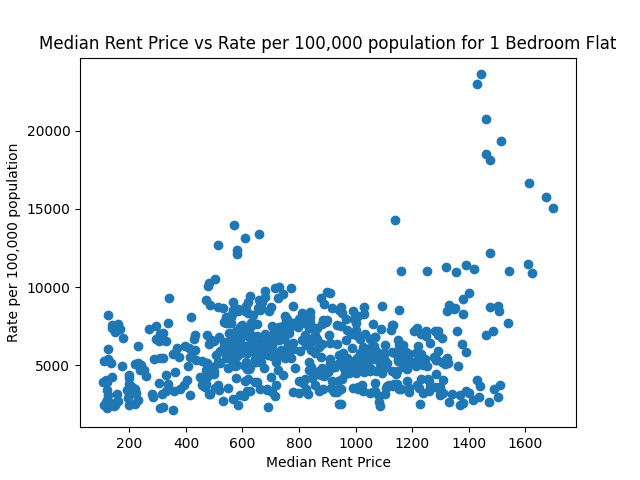 Median Rent Price vs Rate per 100,000 population for 1 Bedroom Flat
Rate per 100,000 population
20000
15000
10000
5000
200 400 600 800 1000 1200 1400 1600
Median Rent Price